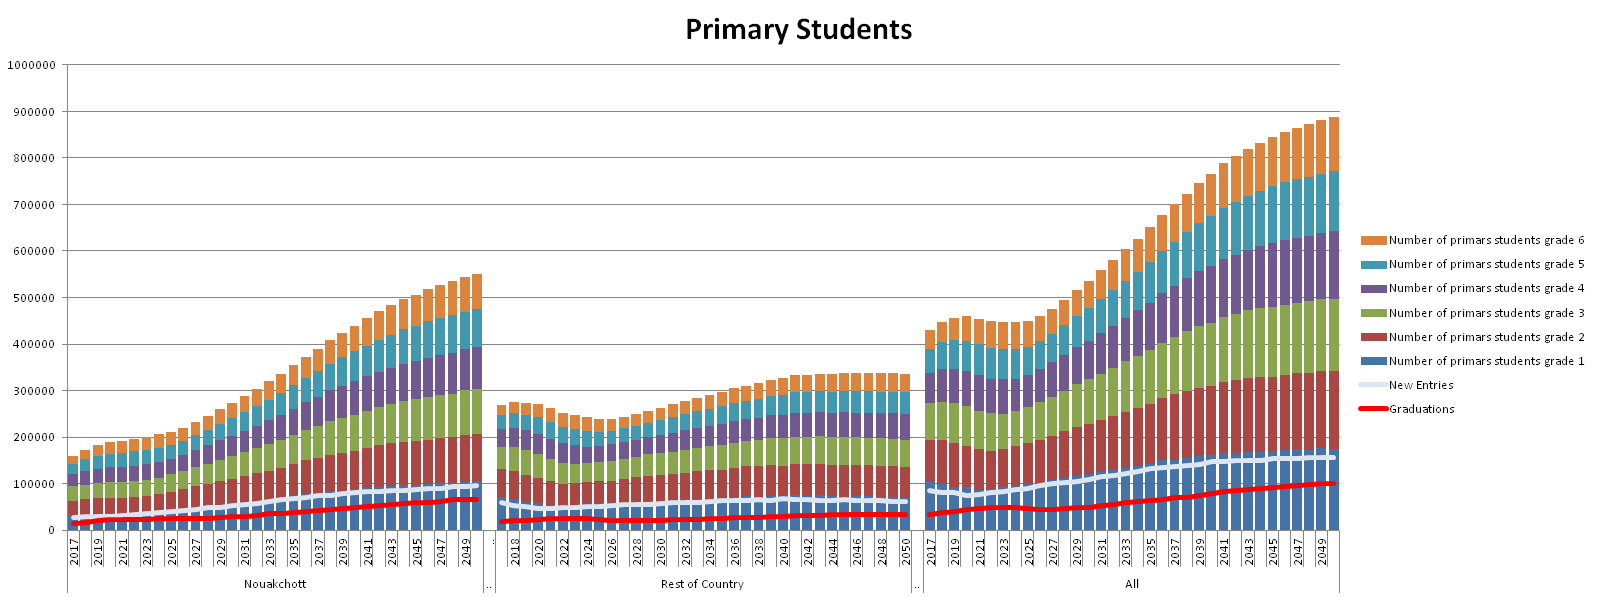 Primary Students
1000000
900000
800000
700000
600000
500000
400000
300000
200000
100000
0
2017 2019 2021 2023 2025 2027 2029 2031 2033 2035 2037 2039 2041 2043 2045 2047 2049 2018 2020 2022 2024 2026 2028 2030 2032 2034 2036 2038 2040 2042 2044 2046 2048 2050 2017 2019 2021 2023 2025 2027 2029 2031 2033 2035 2037 2039 2041 2043 2045 2047 2049
Nouakchott .. Rest of Country .. All
Number of primars students grade 6
Number of primars students grade 5
Number of primars students grade 4
Number of primars students grade 3
Number of primars students grade 2
Number of primars students grade 1
New Entries
Graduations